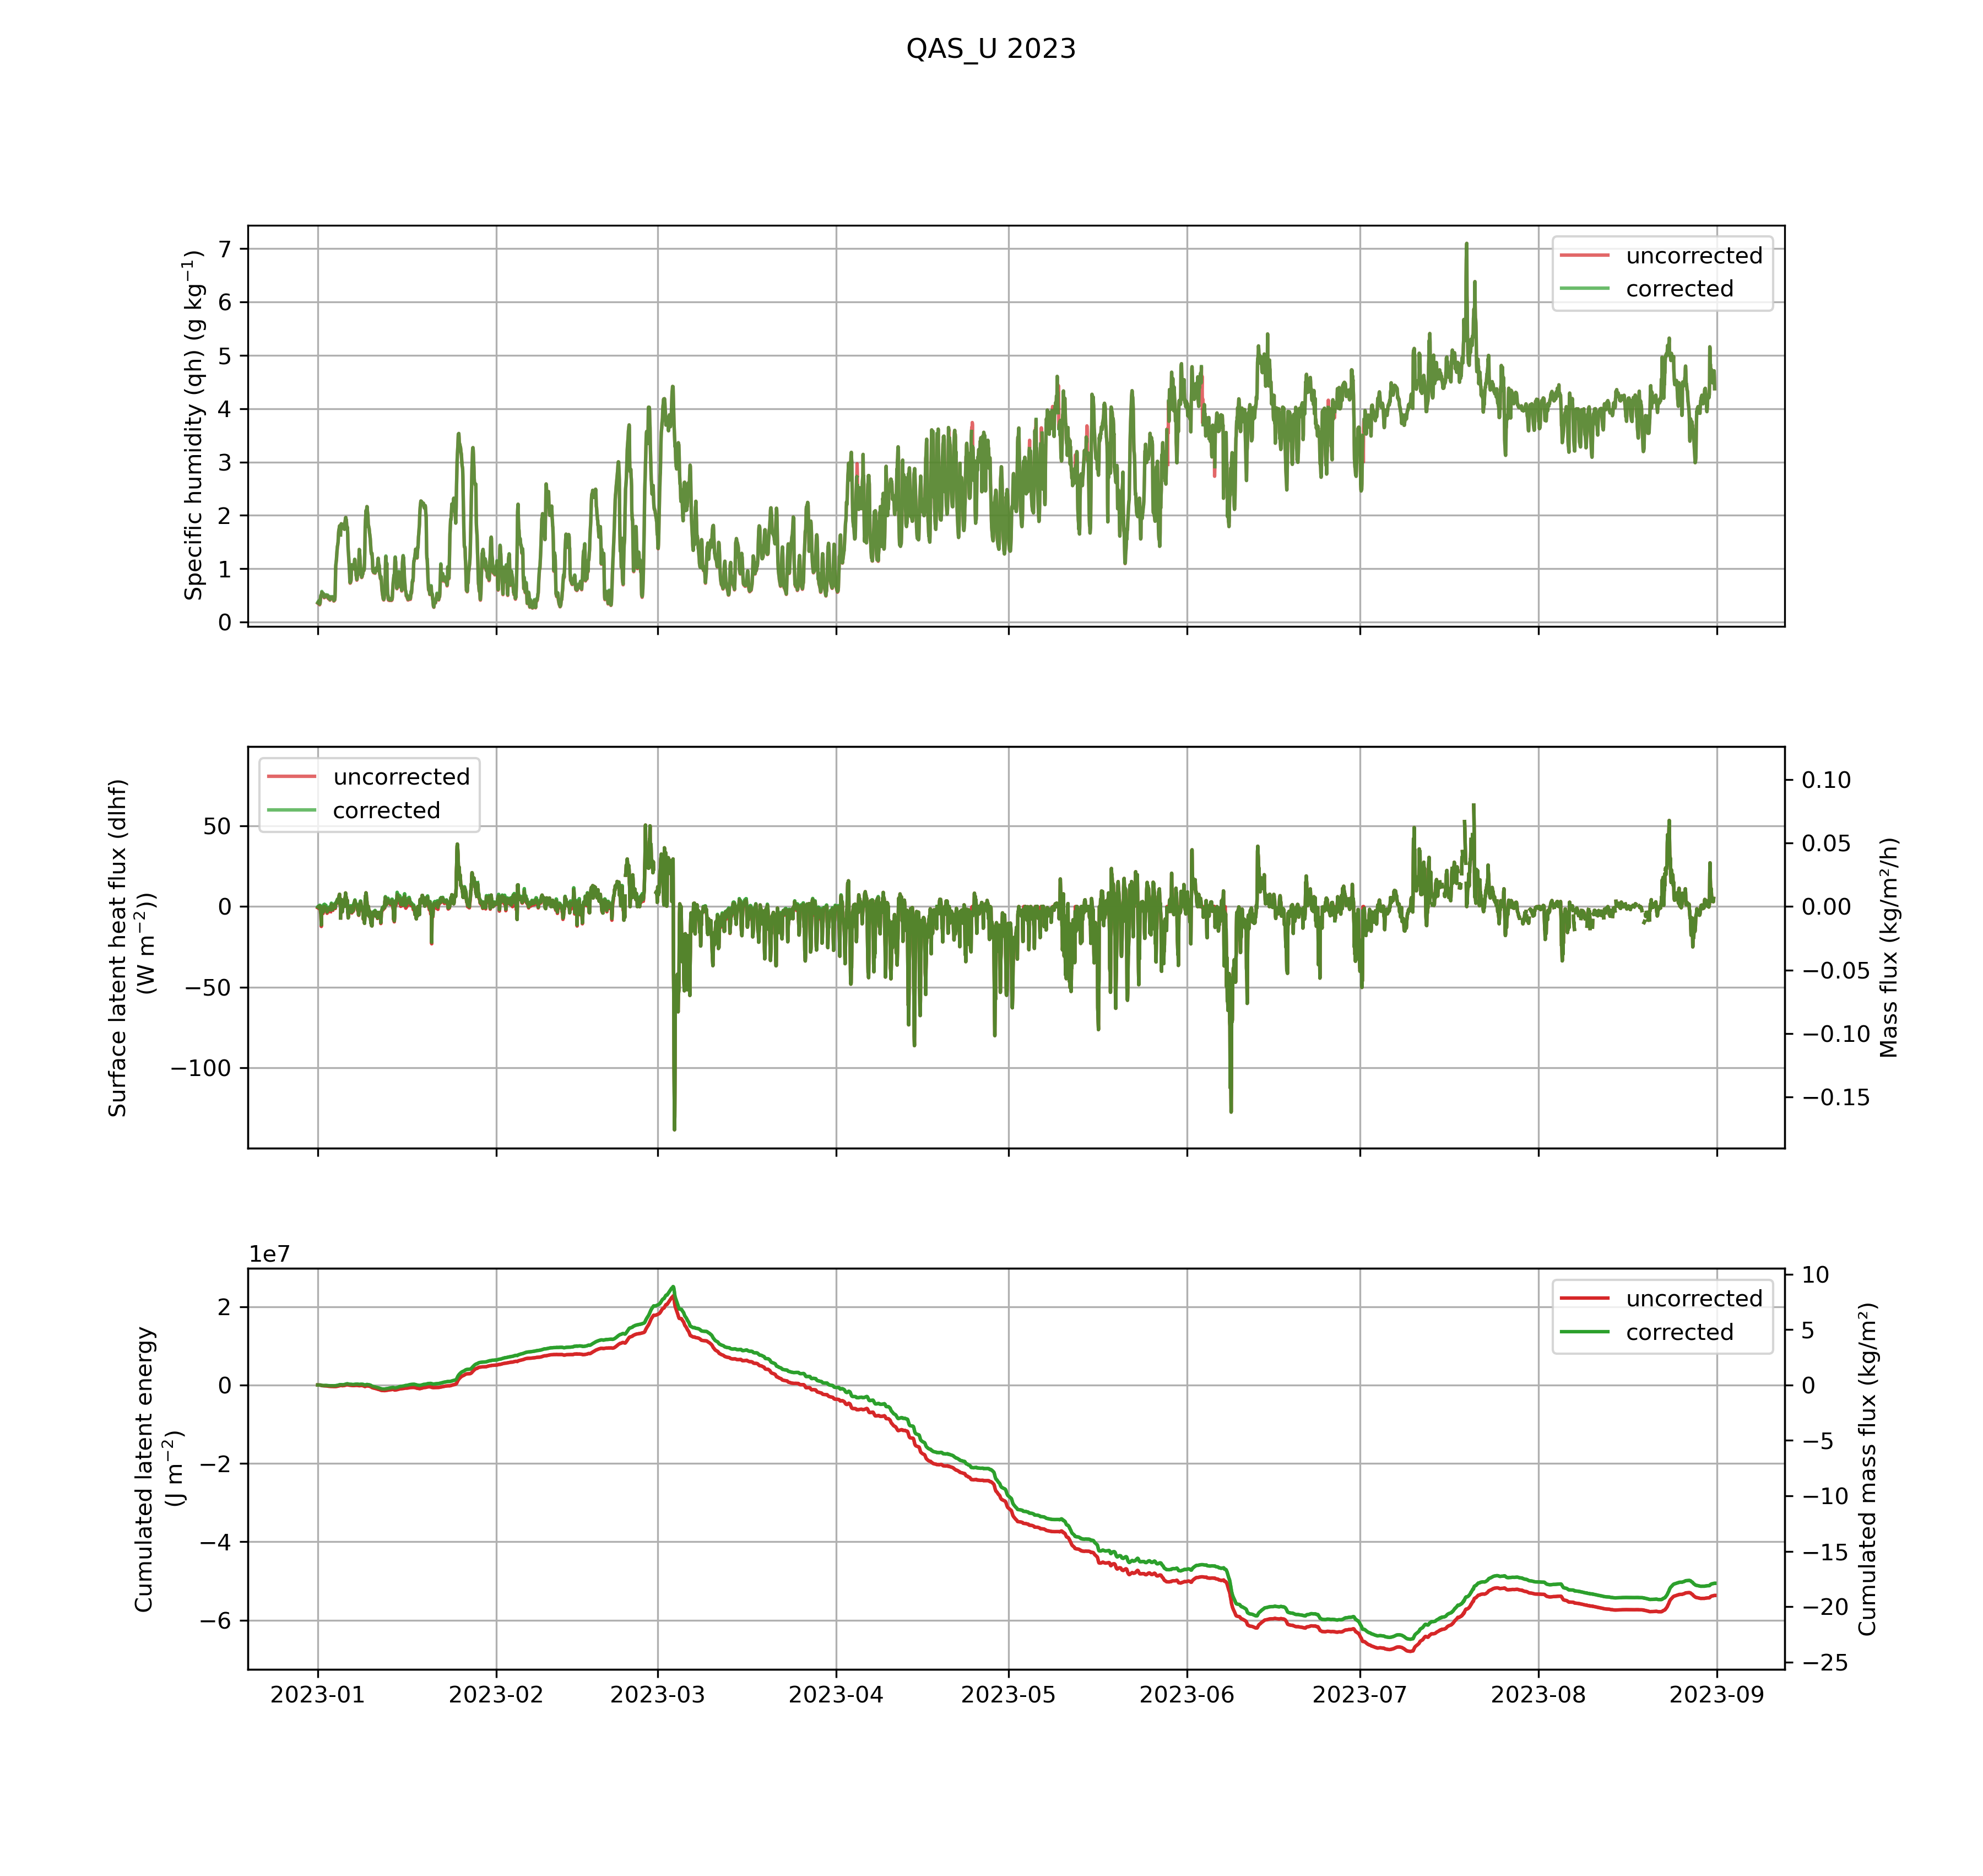 QAS_U 2023
Specific humidity (qh) (g kg⁻¹)
7
6
5
4
3
2
1
0
uncorrected
corrected
Surface latent heat flux (dlhf)
(W m⁻²))
50
0
−50
−100
uncorrected
corrected
0.10
0.05
0.00
−0.05
−0.10
−0.15
Mass flux (kg/m²/h)
1e7
Cumulated latent energy
(J m⁻²)
2
0
−2
−4
−6
uncorrected
corrected
10
5
0
−5
−10
−15
−20
−25
Cumulated mass flux (kg/m²)
2023-01 2023-02 2023-03 2023-04 2023-05 2023-06 2023-07 2023-08 2023-09